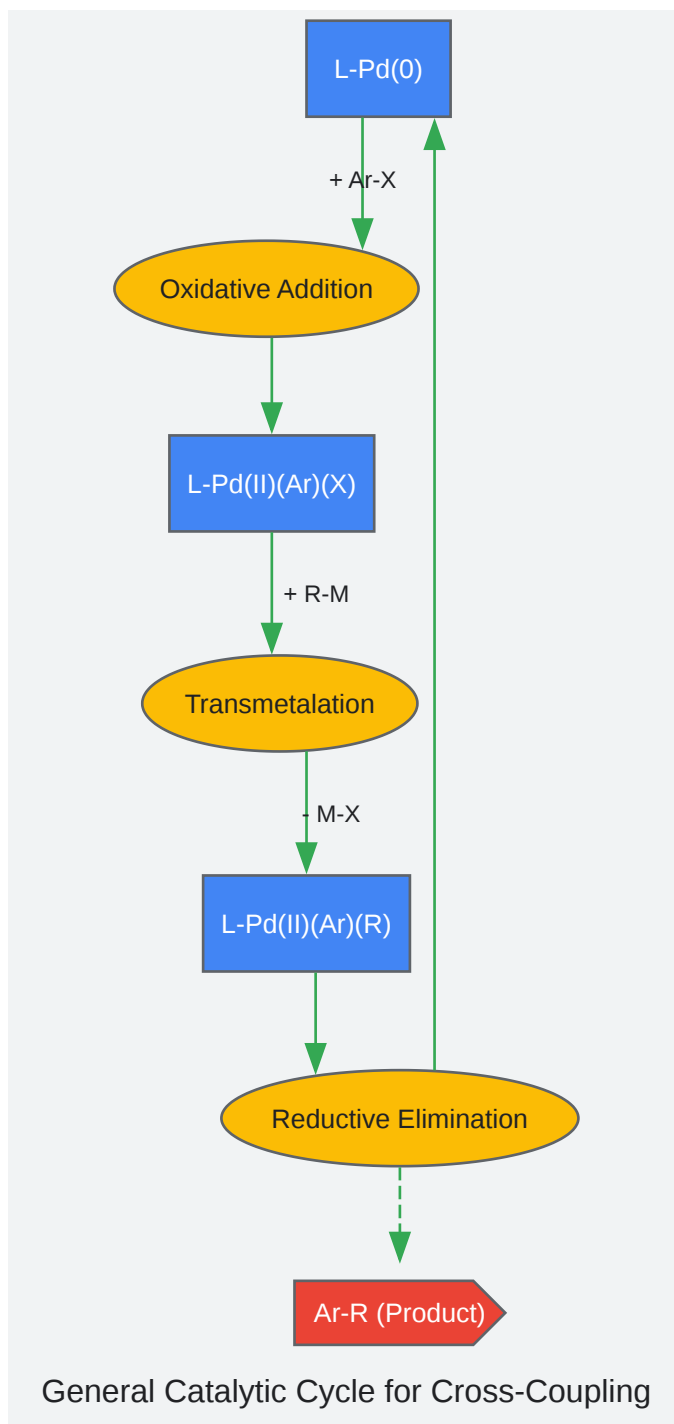 L-Pd(0)
+ Ar-X
Oxidative Addition
L-Pd(II)(Ar)(X)
+ R-M
Transmetalation
- M-X
L-Pd(II)(Ar)(R)
Reductive Elimination
Ar-R (Product)
General Catalytic Cycle for Cross-Coupling